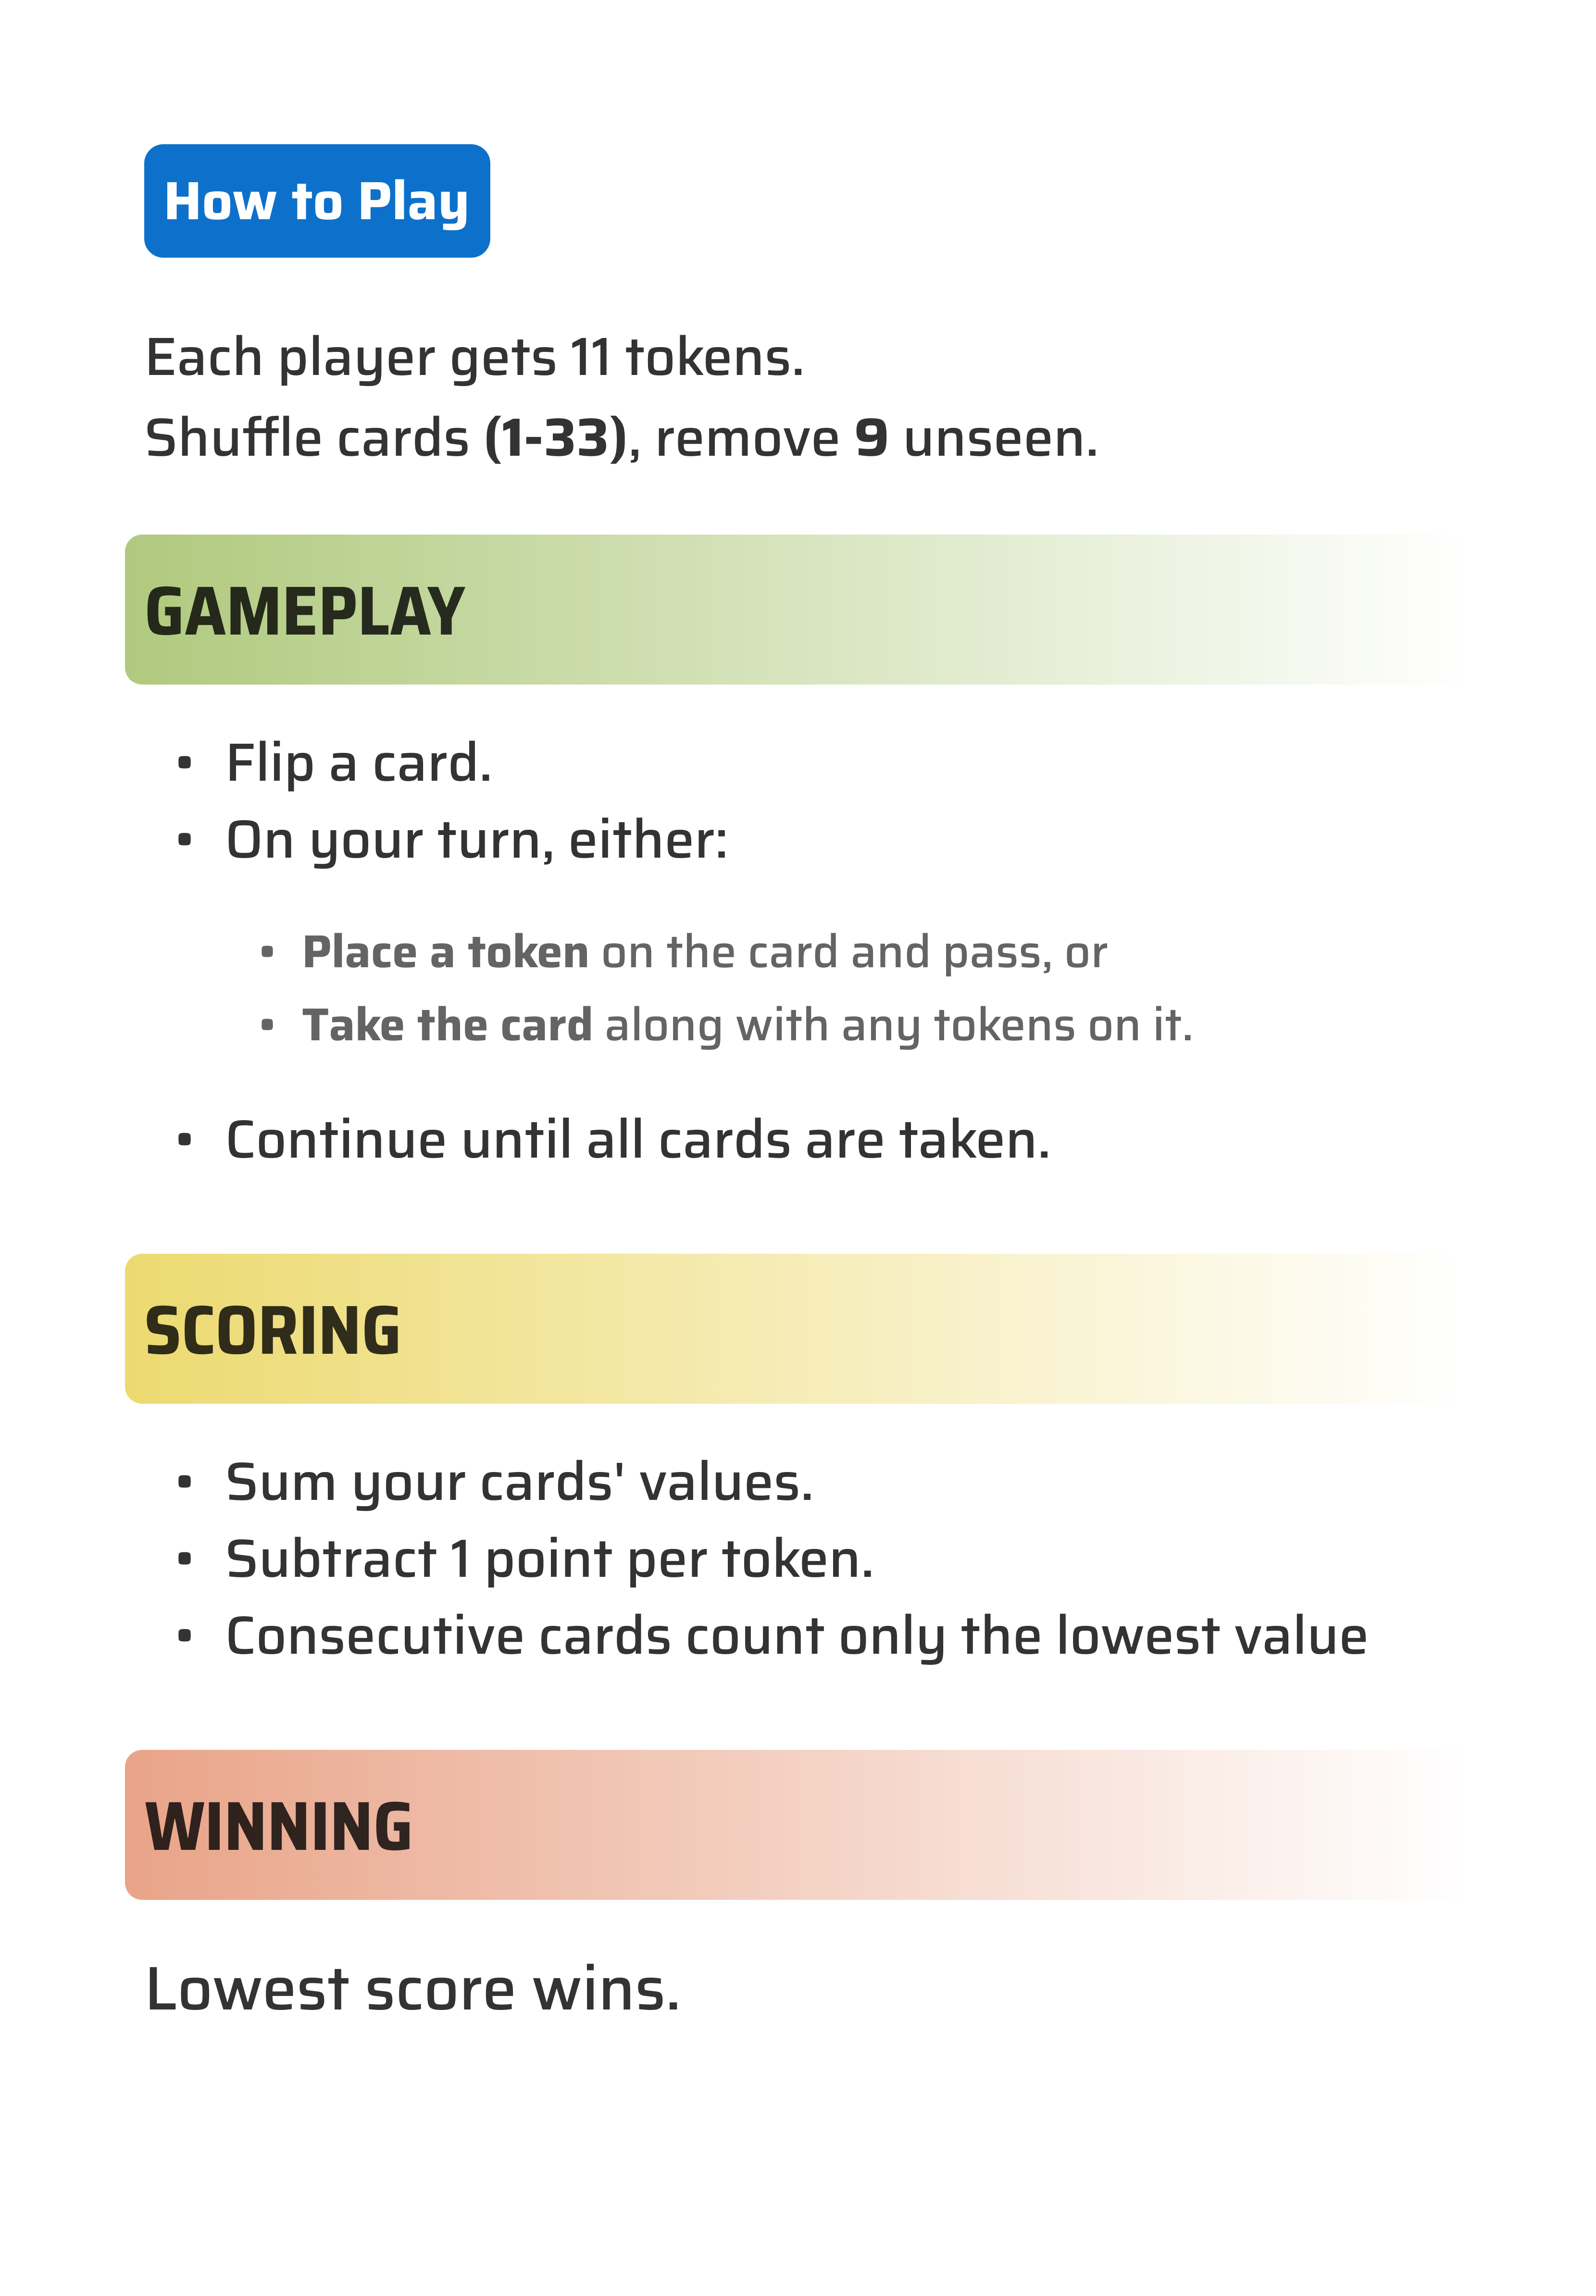 How to Play
Each player gets 11 tokens.
Shuffle cards (1-33), remove 9 unseen.
GAMEPLAY
• Flip a card.
• On your turn, either:
• Place a token on the card and pass, or
• Take the card along with any tokens on it.
• Continue until all cards are taken.
SCORING
• Sum your cards' values.
• Subtract 1 point per token.
• Consecutive cards count only the lowest value
WINNING
Lowest score wins.